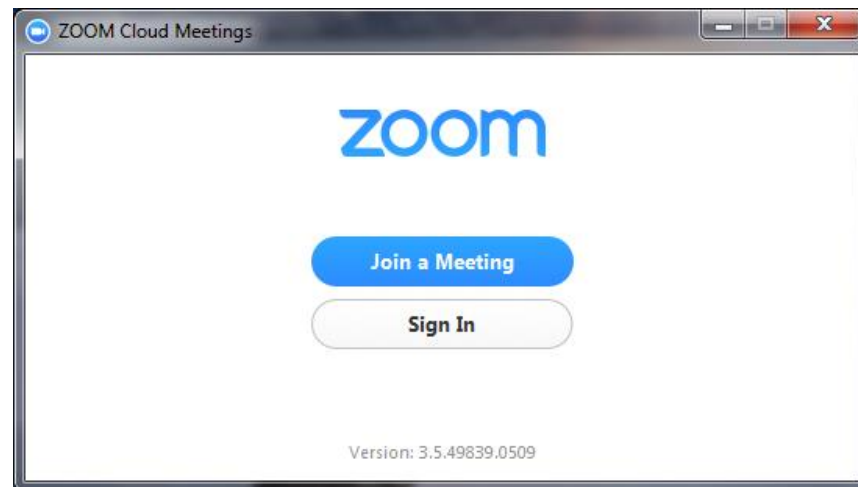 ZOOM Cloud Meetings
zoom
Join a Meeting
Sign In
Version: 3.5.49839.0509